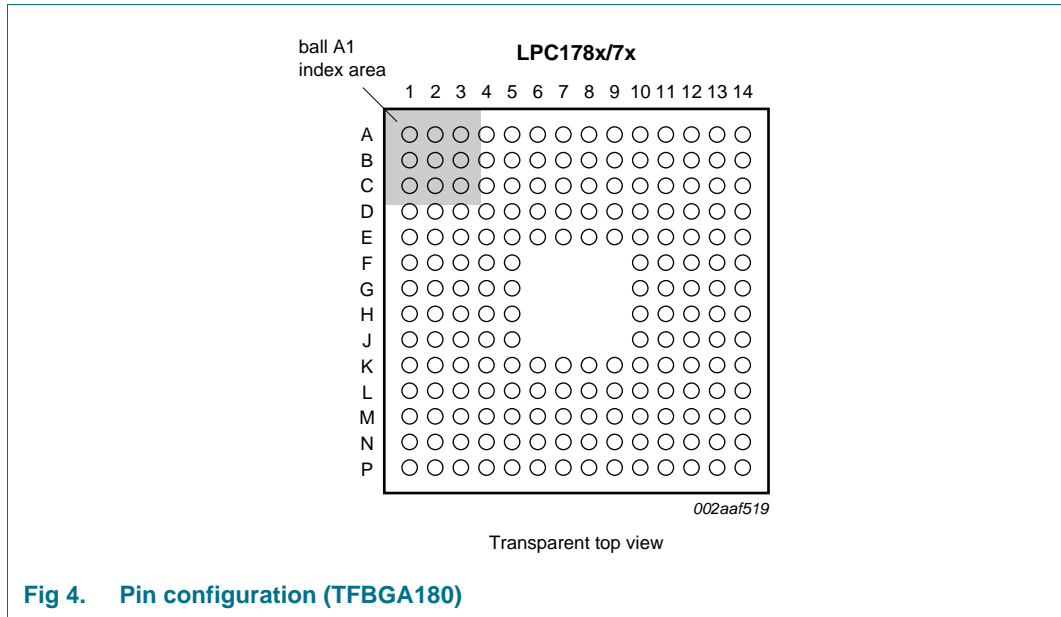 ball A1
index area
LPC178x/7x
1 2 3 4 5 6 7 8 9 10 11 12 13 14
A
B
C
D
E
F
G
H
J
K
L
M
N
P
002aaf519
Transparent top view
Fig 4. Pin configuration (TFBGA180)